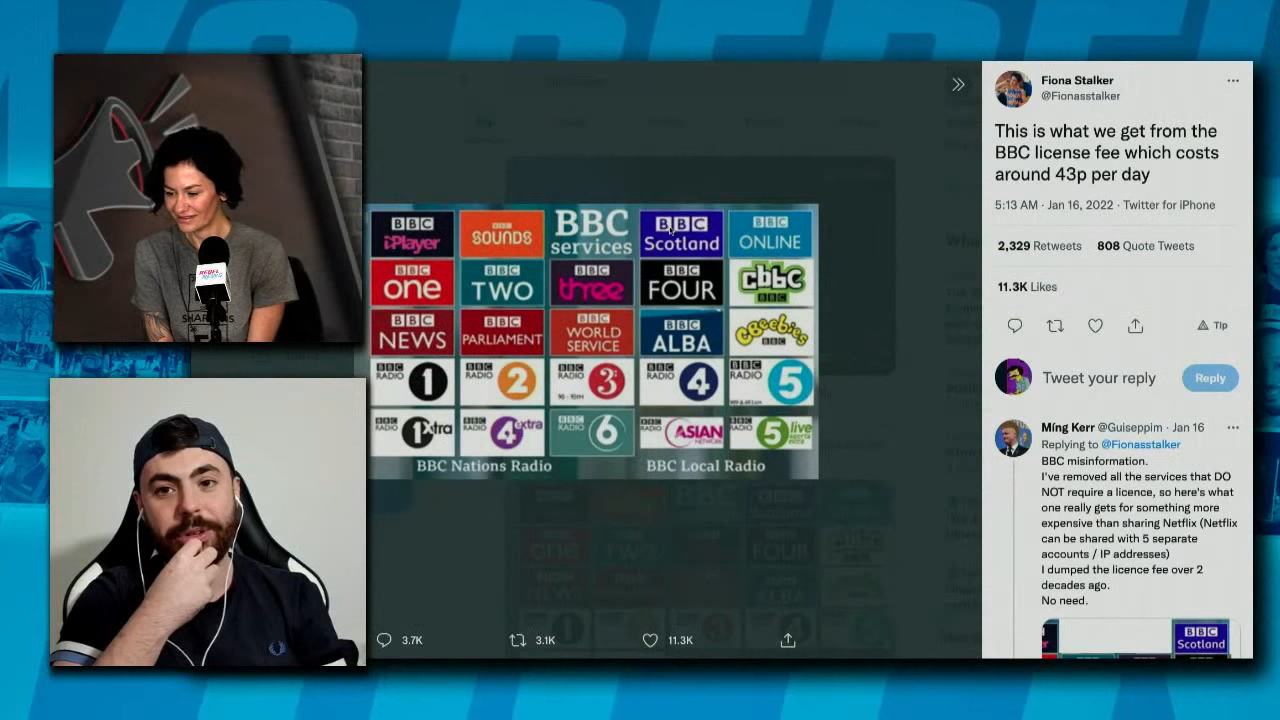 REBEL
NEWS
BBC
iPlayer
BBC
SOUNDS
BBC
services
BBC
Scotland
BBC
ONLINE
BBC
one
BBC
TWO
BBC
three
BBC
FOUR
cbbc
BBC
BBC
NEWS
BBC
PARLIAMENT
BBC
WORLD
SERVICE
BBC
ALBA
CBeebies
BBC
RADIO
1
BBC
RADIO
2
BBC
RADIO
3
90 - 93FM
BBC
RADIO
4
BBC
RADIO
5
BBC
RADIO
1xtra
BBC
RADIO
4extra
BBC
RADIO
6
BBC
RADIO
ASIAN
NETWORK
BBC
RADIO
5 live
sports
extra
BBC Nations Radio
BBC Local Radio
3.7K
3.1K
11.3K
Fiona Stalker
@Fionasstalker
This is what we get from the
BBC license fee which costs
around 43p per day
5:13 AM · Jan 16, 2022 · Twitter for iPhone
2,329 Retweets 808 Quote Tweets
11.3K Likes
Tip
Tweet your reply
Reply
Míng Kerr @Guiseppim · Jan 16
Replying to @Fionasstalker
BBC misinformation.
I've removed all the services that DO
NOT require a licence, so here's what
one really gets for something more
expensive than sharing Netflix (Netflix
can be shared with 5 separate
accounts / IP addresses)
I dumped the licence fee over 2
decades ago.
No need.
BBC
Scotland